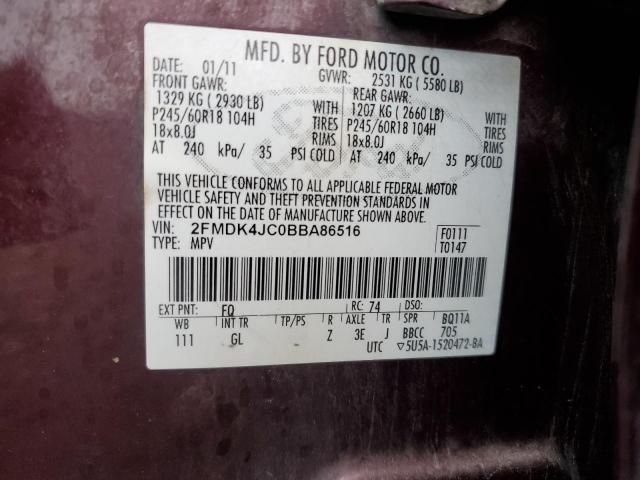 MFD. BY FORD MOTOR CO.
DATE: 01/11 GVWR: 2531 KG ( 5580 LB)
FRONT GAWR: REAR GAWR:
1329 KG ( 2930 LB) WITH 1207 KG ( 2660 LB) WITH
P245/60R18 104H TIRES P245/60R18 104H TIRES
18x8.0J RIMS 18x8.0J RIMS
AT 240 kPa/ 35 PSI COLD AT 240 kPa/ 35 PSI COLD
THIS VEHICLE CONFORMS TO ALL APPLICABLE FEDERAL MOTOR
VEHICLE SAFETY AND THEFT PREVENTION STANDARDS IN
EFFECT ON THE DATE OF MANUFACTURE SHOWN ABOVE.
VIN: 2FMDK4JC0BBA86516 F0111
TYPE: MPV T0147
EXT PNT: FQ RC: 74 DSO:
WB INT TR TP/PS R AXLE TR SPR BQ11A
111 GL Z 3E J BBCC 705
UTC ▽5U5A-1520472-BA